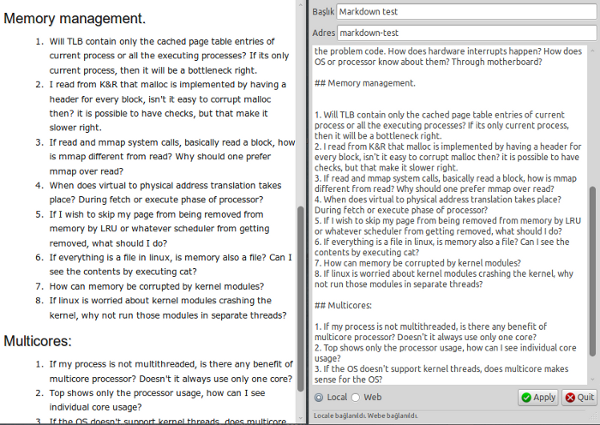 Memory management.
1. Will TLB contain only the cached page table entries of
current process or all the executing processes? If its only
current process, then it will be a bottleneck right.
2. I read from K&R that malloc is implemented by having a
header for every block, isn't it easy to corrupt malloc
then? it is possible to have checks, but that make it
slower right.
3. If read and mmap system calls, basically read a block, how
is mmap different from read? Why should one prefer
mmap over read?
4. When does virtual to physical address translation takes
place? During fetch or execute phase of processor?
5. If I wish to skip my page from being removed from
memory by LRU or whatever scheduler from getting
removed, what should I do?
6. If everything is a file in linux, is memory also a file? Can I
see the contents by executing cat?
7. How can memory be corrupted by kernel modules?
8. If linux is worried about kernel modules crashing the
kernel, why not run those modules in separate threads?
Multicores:
1. If my process is not multithreaded, is there any benefit of
multicore processor? Doesn't it always use only one core?
2. Top shows only the processor usage, how can I see
individual core usage?
3. If the OS doesn't support kernel threads, does multicore
Başlık Markdown test
Adres markdown-test
the problem code. How does hardware interrupts happen? How does
OS or processor know about them? Through motherboard?
## Memory management.
1. Will TLB contain only the cached page table entries of current
process or all the executing processes? If its only current process,
then it will be a bottleneck right.
2. I read from K&R that malloc is implemented by having a header for
every block, isn't it easy to corrupt malloc then? it is possible to have
checks, but that make it slower right.
3. If read and mmap system calls, basically read a block, how is mmap
different from read? Why should one prefer mmap over read?
4. When does virtual to physical address translation takes place?
During fetch or execute phase of processor?
5. If I wish to skip my page from being removed from memory by LRU
or whatever scheduler from getting removed, what should I do?
6. If everything is a file in linux, is memory also a file? Can I see the
contents by executing cat?
7. How can memory be corrupted by kernel modules?
8. If linux is worried about kernel modules crashing the kernel, why
not run those modules in separate threads?
## Multicores:
1. If my process is not multithreaded, is there any benefit of
multicore processor? Doesn't it always use only one core?
2. Top shows only the processor usage, how can I see individual core
usage?
3. If the OS doesn't support kernel threads, does multicore makes
sense for the OS?
Local Web Apply Quit
Locale bağlanıldı. Webe bağlanıldı.